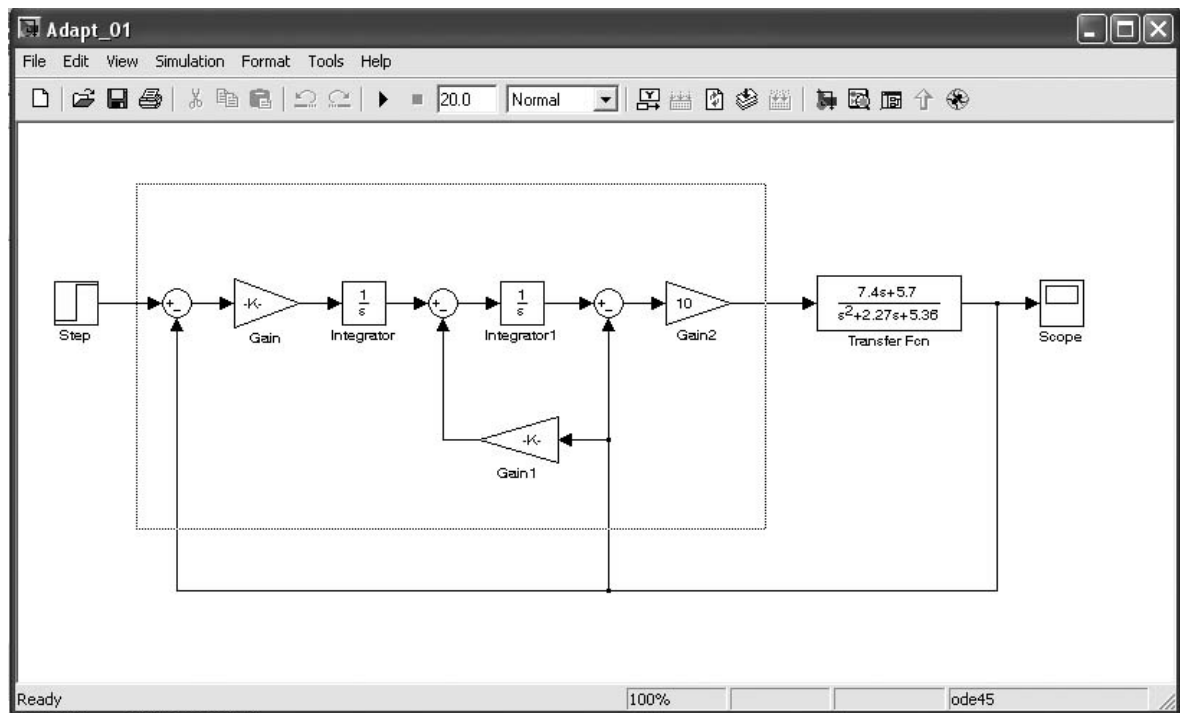 Adapt_01
File Edit View Simulation Format Tools Help
20.0 Normal
Step
+
-
-K-
Gain
1
s
Integrator
+
-
1
s
Integrator1
+
-
10
Gain2
7.4s+5.7
s²+2.27s+5.36
Transfer Fcn
Scope
-K-
Gain1
Ready 100% ode45